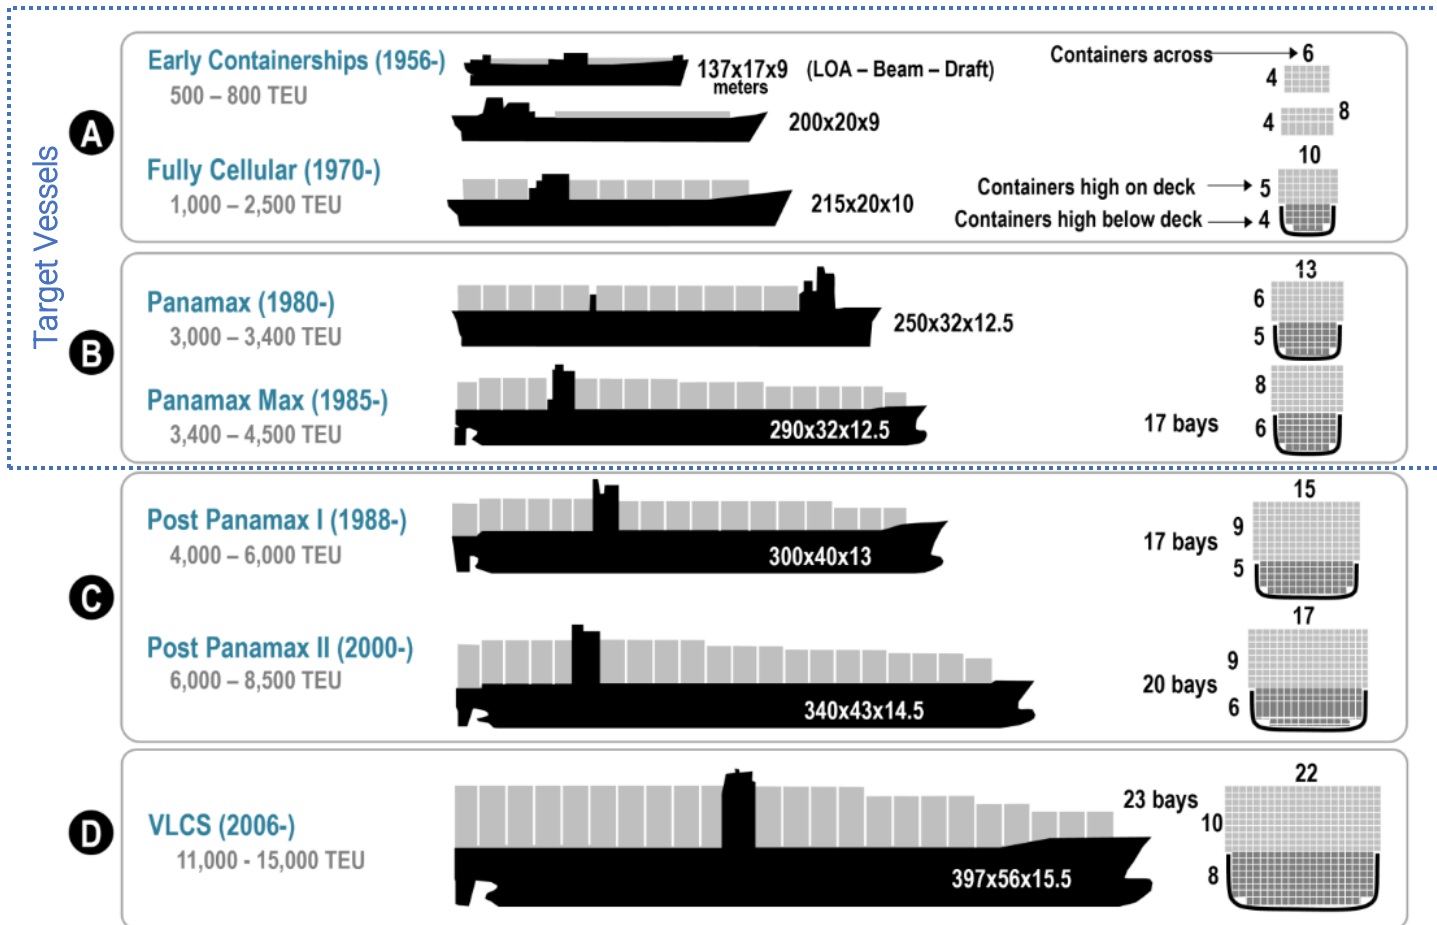 Target Vessels
A
Early Containerships (1956-)
500 – 800 TEU
137x17x9 (LOA – Beam – Draft)
meters
Containers across 6
4
200x20x9
4 8
Fully Cellular (1970-)
1,000 – 2,500 TEU
215x20x10
10
Containers high on deck 5
Containers high below deck 4
B
Panamax (1980-)
3,000 – 3,400 TEU
250x32x12.5
13
6
5
Panamax Max (1985-)
3,400 – 4,500 TEU
290x32x12.5
17 bays
8
6
C
Post Panamax I (1988-)
4,000 – 6,000 TEU
300x40x13
17 bays
15
9
5
Post Panamax II (2000-)
6,000 – 8,500 TEU
340x43x14.5
20 bays
17
9
6
D
VLCS (2006-)
11,000 - 15,000 TEU
397x56x15.5
23 bays
22
10
8